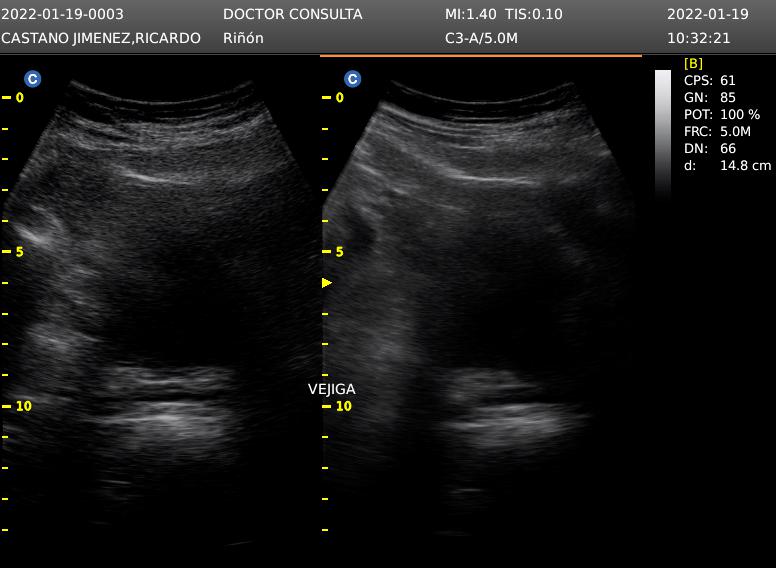 2022-01-19-0003 DOCTOR CONSULTA MI:1.40 TIS:0.10 2022-01-19
CASTANO JIMENEZ,RICARDO Riñón C3-A/5.0M 10:32:21
[B]
CPS: 61
GN: 85
POT: 100 %
FRC: 5.0M
DN: 66
d: 14.8 cm
C C
0 0
5 5
VEJIGA
10 10